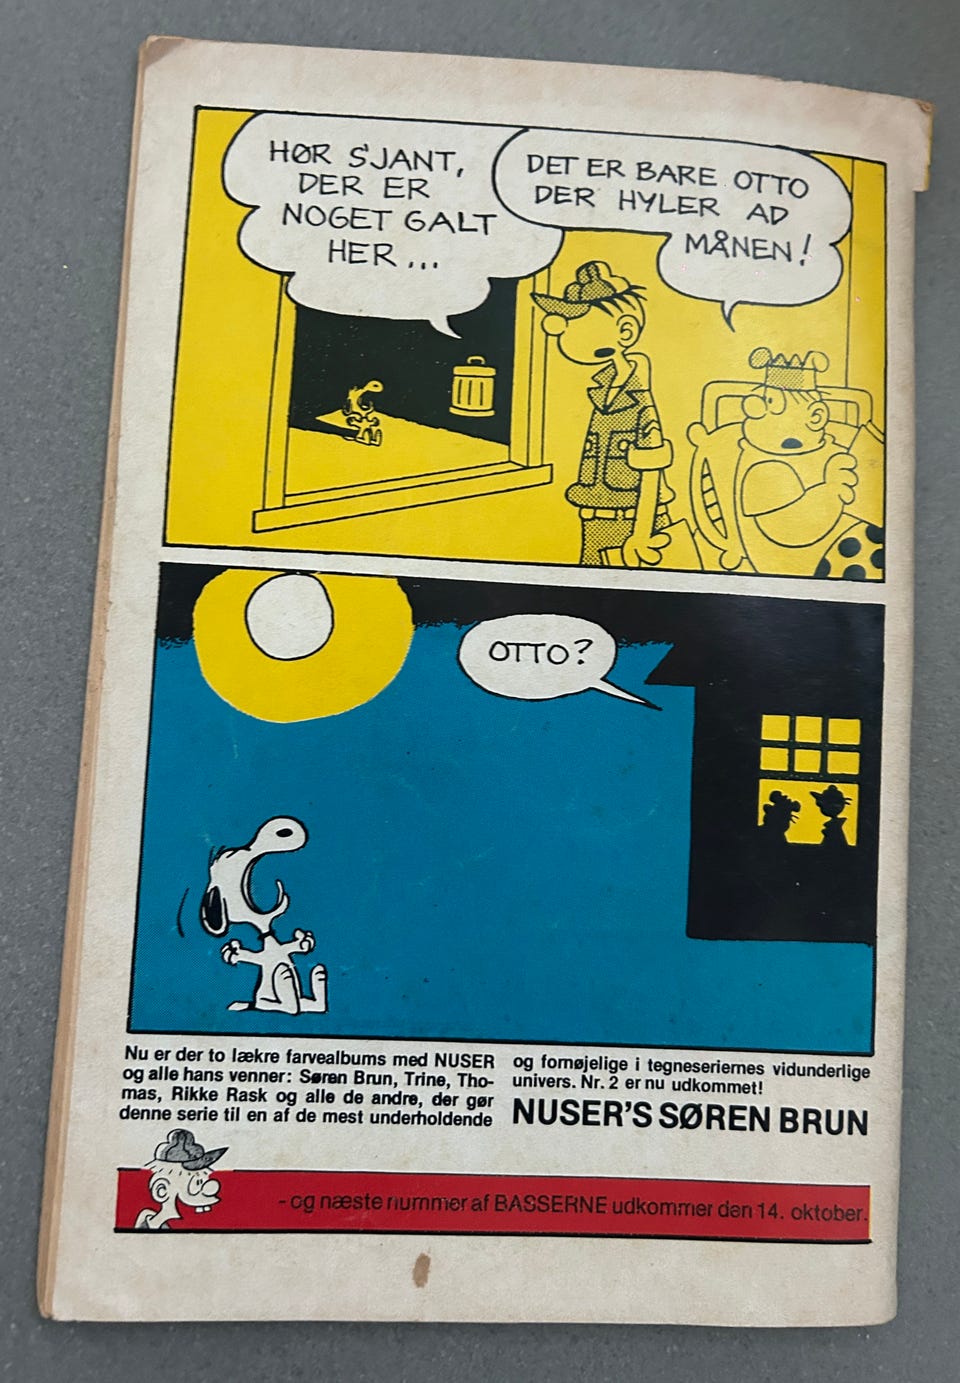 HØR S'JANT,
DER ER
NOGET GALT
HER...
DET ER BARE OTTO
DER HYLER AD
MÅNEN!
OTTO?
Nu er der to lækre farvealbums med NUSER
og alle hans venner: Søren Brun, Trine, Tho-
mas, Rikke Rask og alle de andre, der gør
denne serie til en af de mest underholdende
og fornøjelige i tegneseriernes vidunderlige
univers. Nr. 2 er nu udkommet!
NUSER'S SØREN BRUN
- og næste nummer af BASSERNE udkommer den 14. oktober.